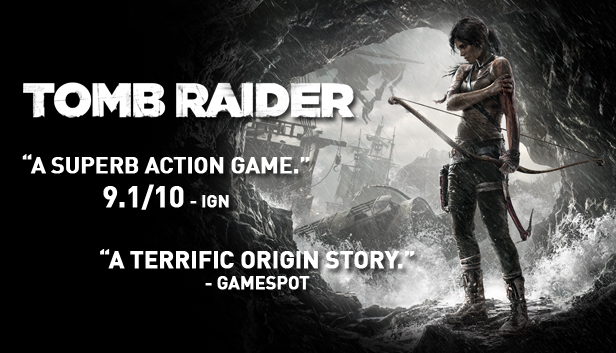 TOMB RAIDER
“A SUPERB ACTION GAME.”
9.1/10 - IGN
“A TERRIFIC ORIGIN STORY.”
- GAMESPOT